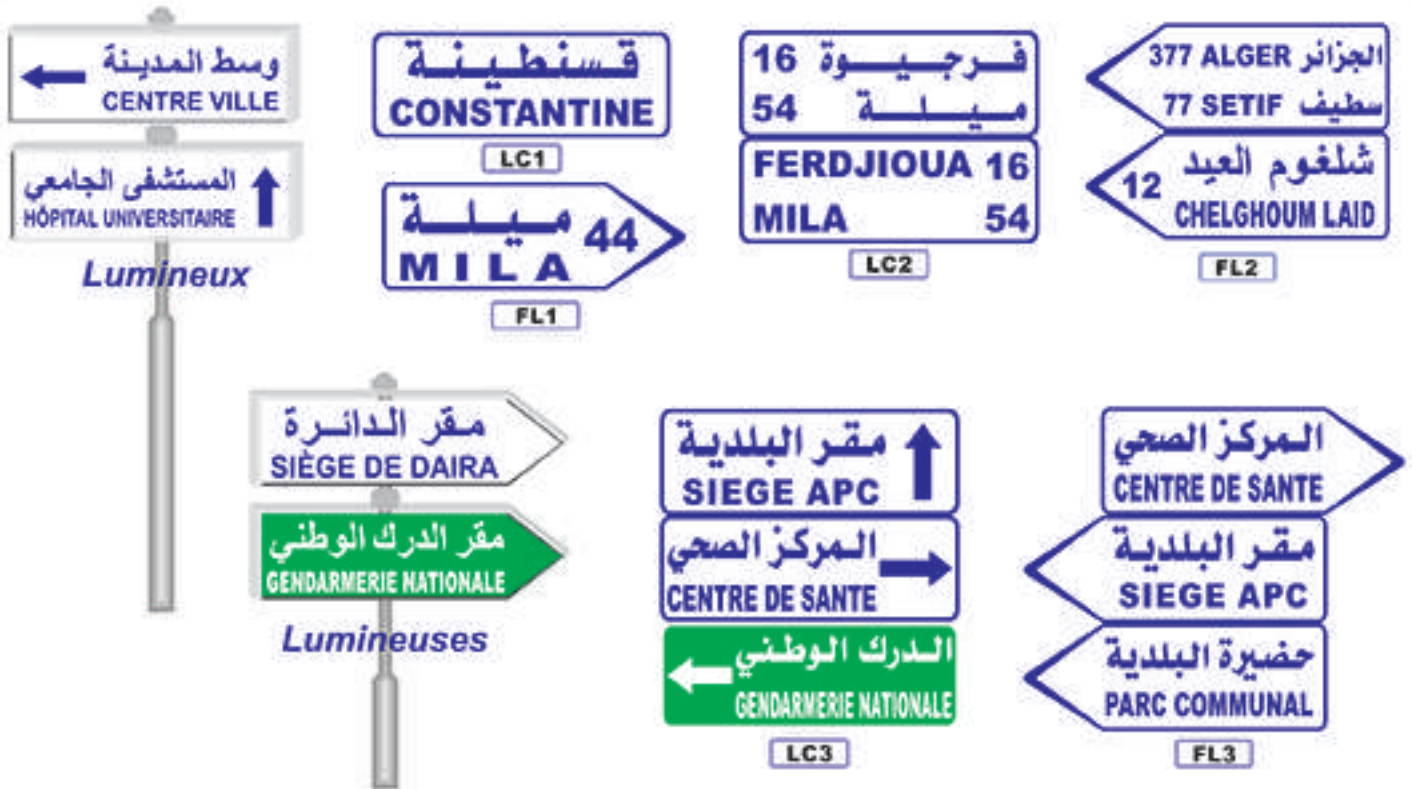 وسط المدينة
CENTRE VILLE
المستشفى الجامعي
HÔPITAL UNIVERSITAIRE
Lumineux
قسنطينة
CONSTANTINE
LC1
ميلة 44
MILA
FL1
فرجيوة 16
ميلة 54
FERDJIOUA 16
MILA 54
LC2
377 ALGER الجزائر
77 SETIF سطيف
شلغوم العيد
12
CHELGHOUM LAID
FL2
مقر الدائرة
SIÈGE DE DAIRA
مقر الدرك الوطني
GENDARMERIE NATIONALE
Lumineuses
مقر البلدية
SIEGE APC
المركز الصحي
CENTRE DE SANTE
الدرك الوطني
GENDARMERIE NATIONALE
LC3
المركز الصحي
CENTRE DE SANTE
مقر البلدية
SIEGE APC
حضيرة البلدية
PARC COMMUNAL
FL3